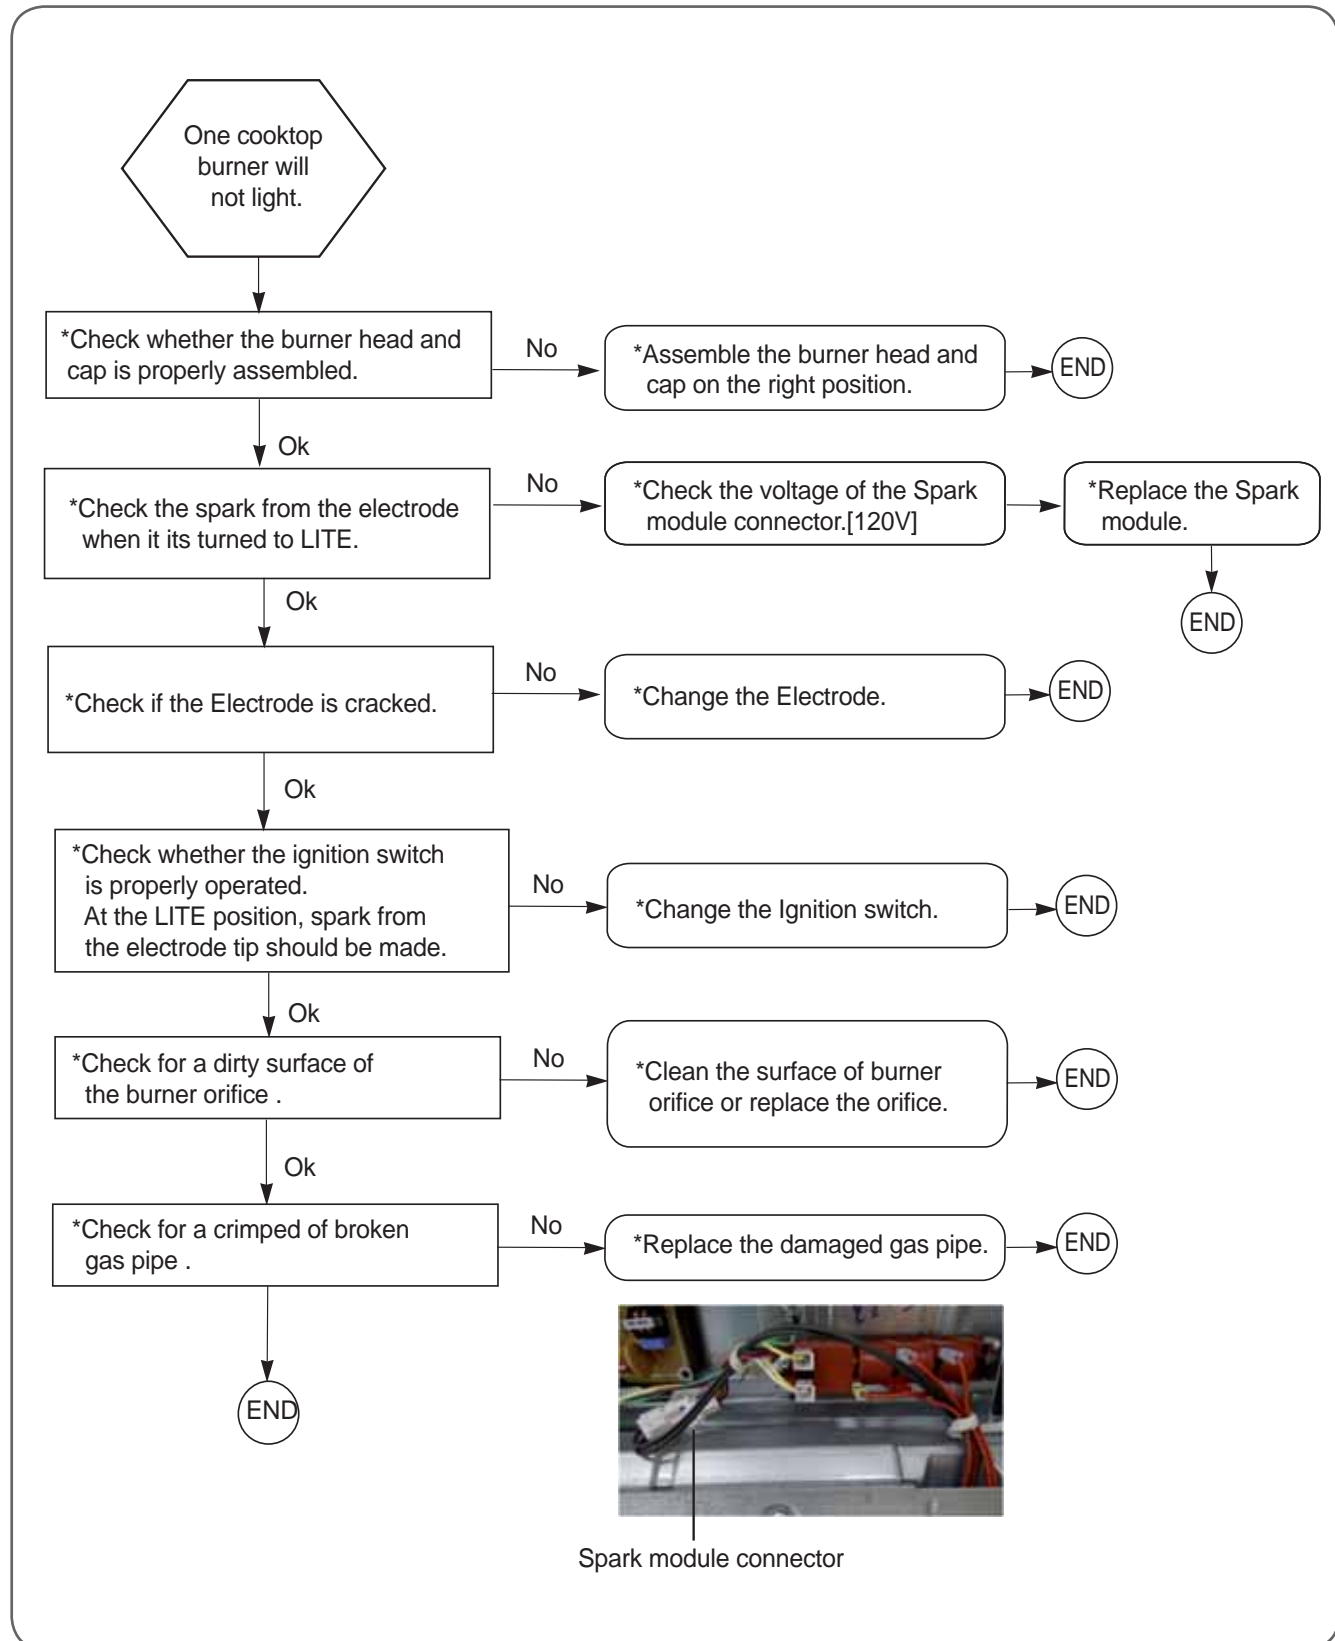 One cooktop
burner will
not light.
*Check whether the burner head and
cap is properly assembled.
No
*Assemble the burner head and
cap on the right position.
END
Ok
*Check the spark from the electrode
when it its turned to LITE.
No
*Check the voltage of the Spark
module connector.[120V]
*Replace the Spark
module.
END
Ok
*Check if the Electrode is cracked.
No
*Change the Electrode.
END
Ok
*Check whether the ignition switch
is properly operated.
At the LITE position, spark from
the electrode tip should be made.
No
*Change the Ignition switch.
END
Ok
*Check for a dirty surface of
the burner orifice .
No
*Clean the surface of burner
orifice or replace the orifice.
END
Ok
*Check for a crimped of broken
gas pipe .
No
*Replace the damaged gas pipe.
END
END
Spark module connector